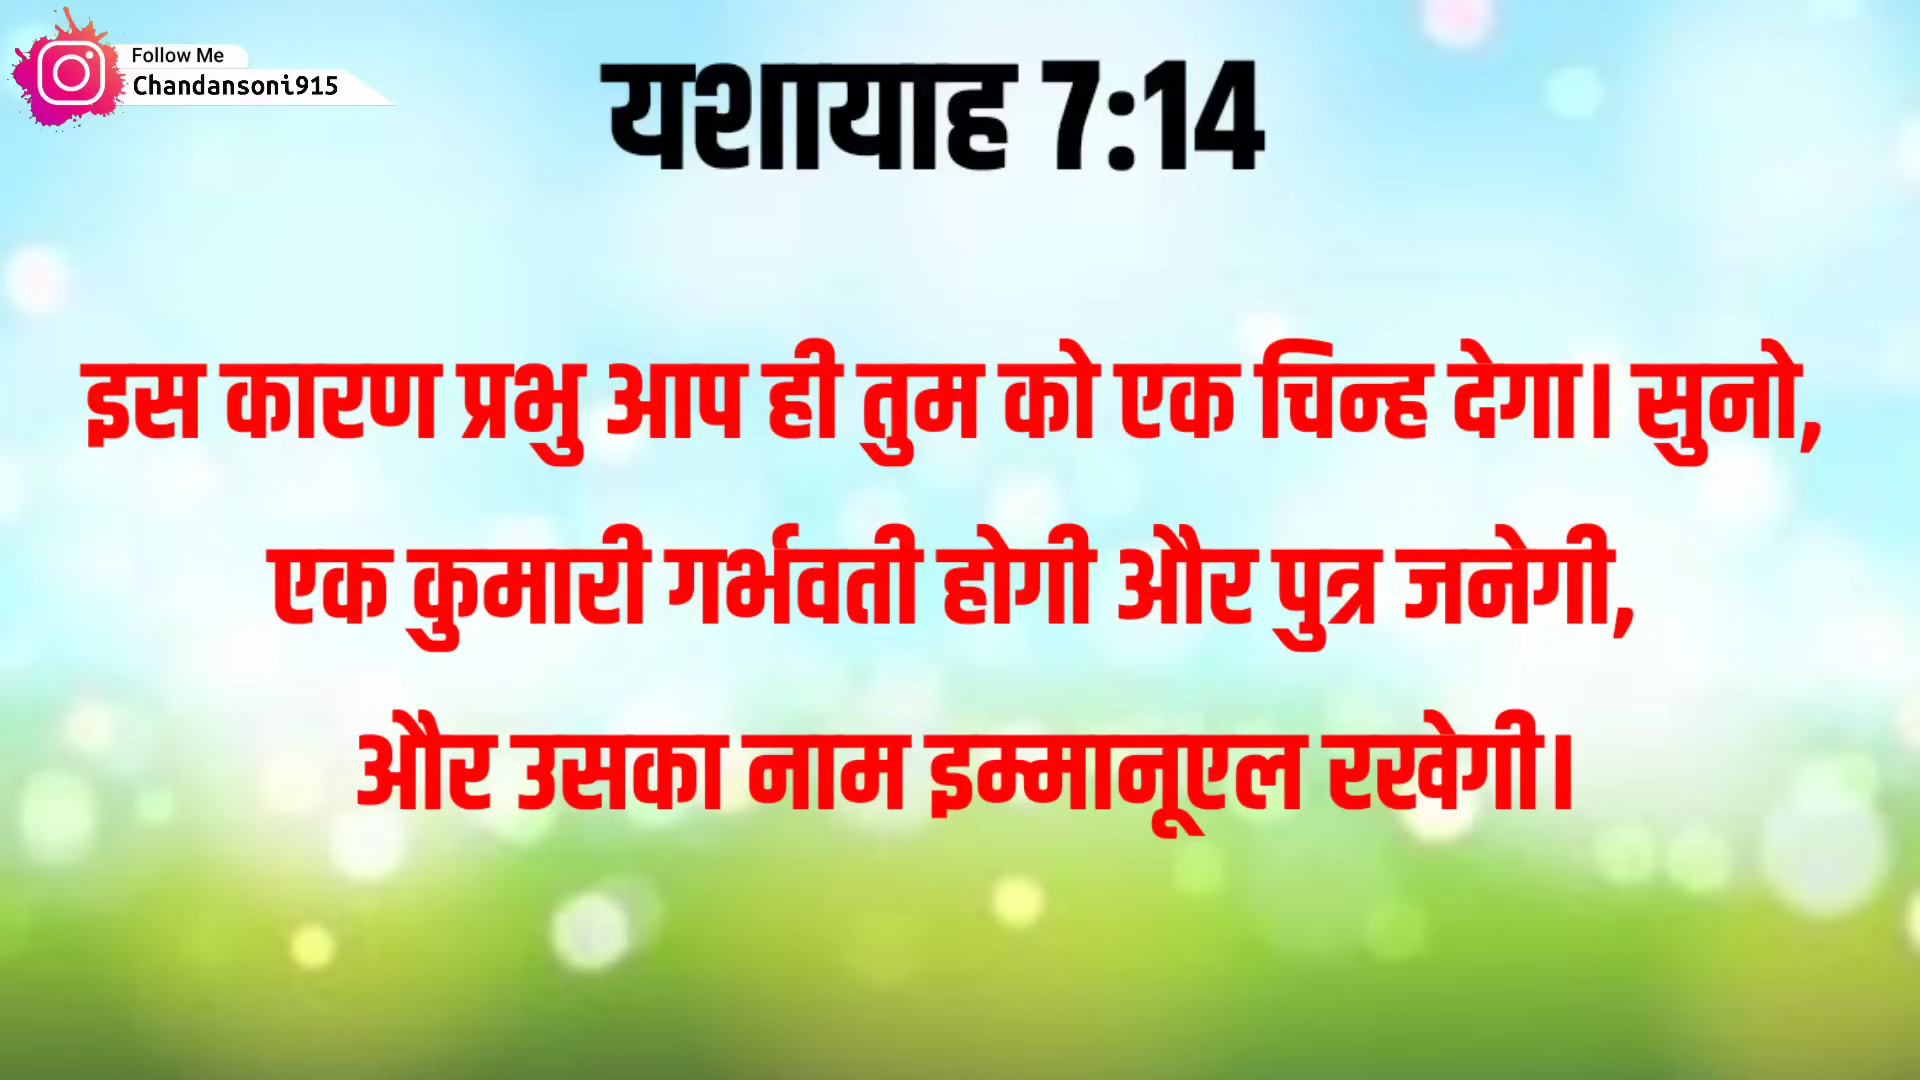 Follow Me
Chandansoni915
यशायाह 7:14
इस कारण प्रभु आप ही तुम को एक चिन्ह देगा। सुनो,
एक कुमारी गर्भवती होगी और पुत्र जनेगी,
और उसका नाम इम्मानूएल रखेगी।